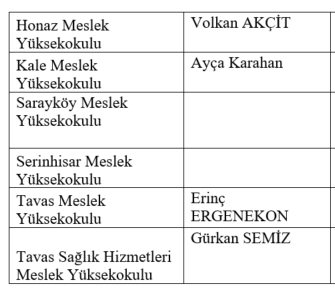 Honaz Meslek
Yüksekokulu
Volkan AKÇİT
Kale Meslek
Yüksekokulu
Ayça Karahan
Sarayköy Meslek
Yüksekokulu
Serinhisar Meslek
Yüksekokulu
Tavas Meslek
Yüksekokulu
Erinç
ERGENEKON
Tavas Sağlık Hizmetleri
Meslek Yüksekokulu
Gürkan SEMİZ